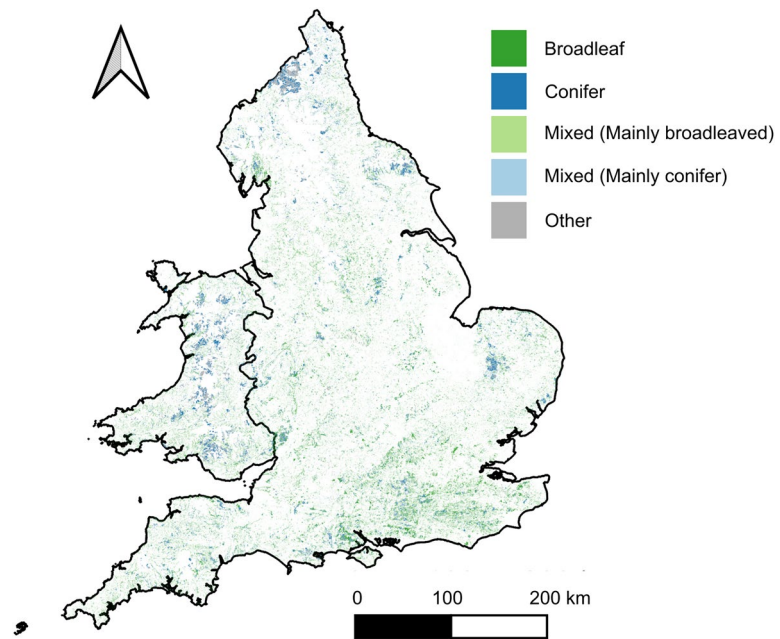 Broadleaf
Conifer
Mixed (Mainly broadleaved)
Mixed (Mainly conifer)
Other
0 100 200 km